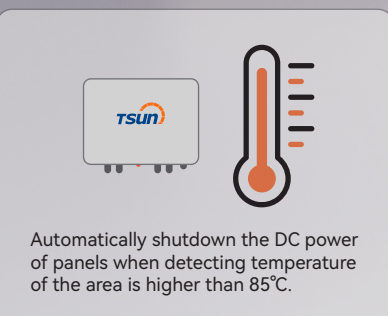 TSUN
Automatically shutdown the DC power
of panels when detecting temperature
of the area is higher than 85℃.